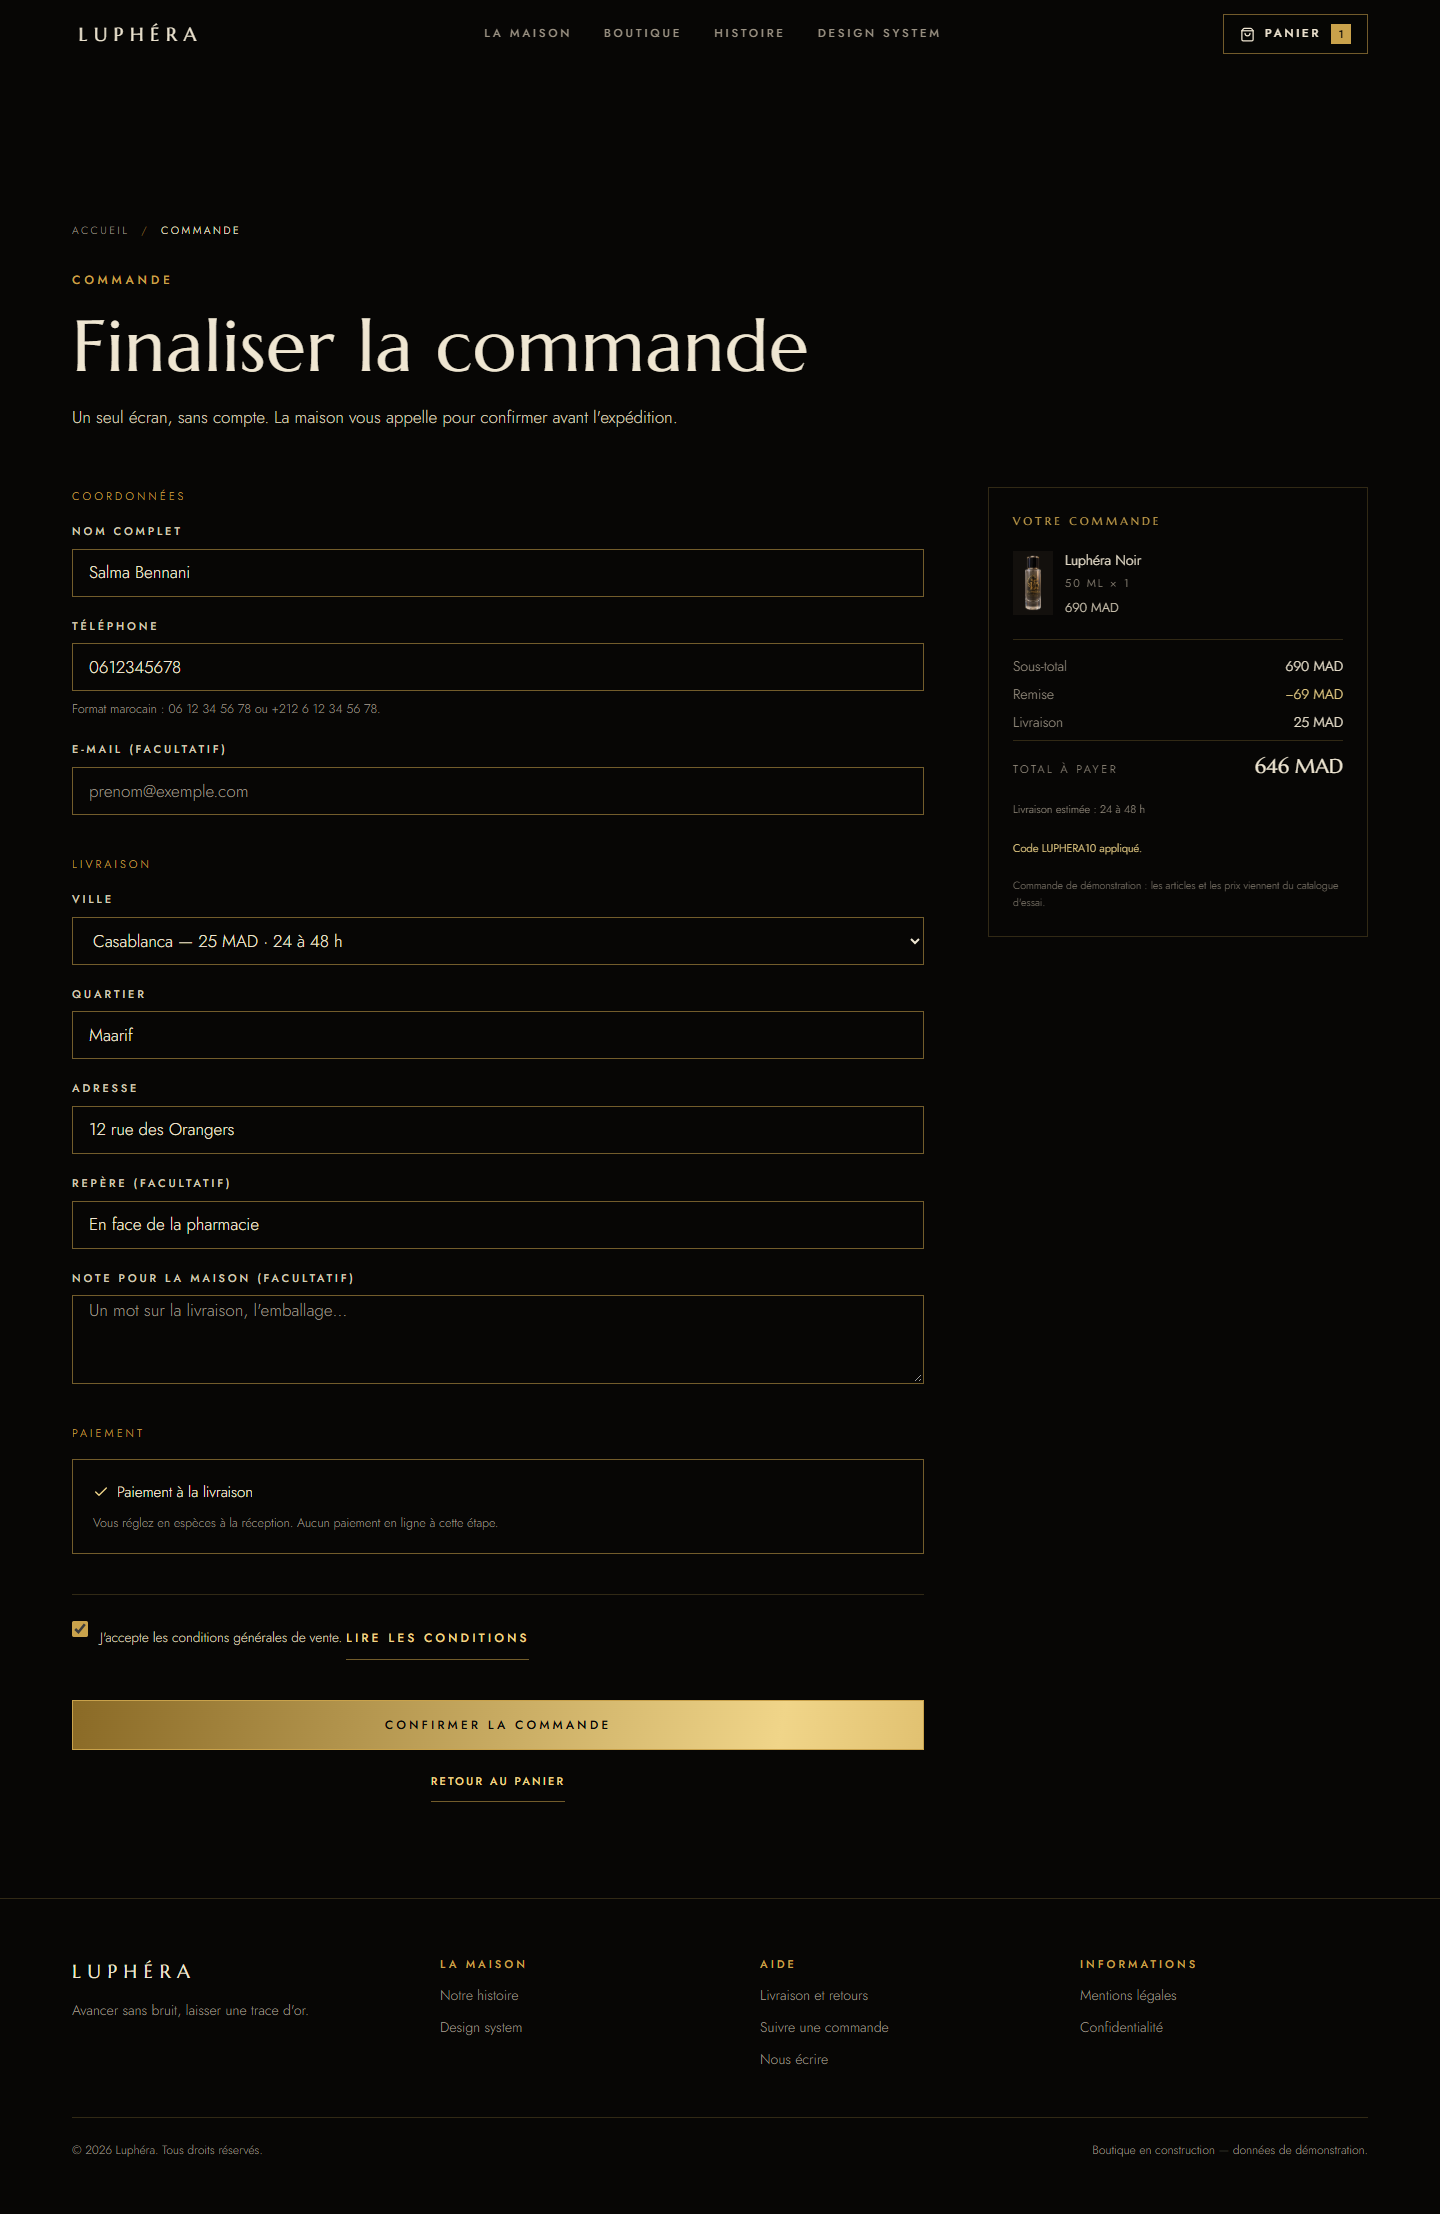 LUPHÉRA
LA MAISON
BOUTIQUE
HISTOIRE
DESIGN SYSTEM
PANIER 1
ACCUEIL / COMMANDE
COMMANDE
Finaliser la commande
Un seul écran, sans compte. La maison vous appelle pour confirmer avant l'expédition.
COORDONNÉES
NOM COMPLET
Salma Bennani
TÉLÉPHONE
0612345678
Format marocain : 06 12 34 56 78 ou +212 6 12 34 56 78.
E-MAIL (FACULTATIF)
prenom@exemple.com
LIVRAISON
VILLE
Casablanca — 25 MAD · 24 à 48 h
QUARTIER
Maarif
ADRESSE
12 rue des Orangers
REPÈRE (FACULTATIF)
En face de la pharmacie
NOTE POUR LA MAISON (FACULTATIF)
Un mot sur la livraison, l'emballage…
PAIEMENT
Paiement à la livraison
Vous réglez en espèces à la réception. Aucun paiement en ligne à cette étape.
J'accepte les conditions générales de vente. LIRE LES CONDITIONS
CONFIRMER LA COMMANDE
RETOUR AU PANIER
VOTRE COMMANDE
Luphéra Noir
50 ML × 1
690 MAD
Sous-total 690 MAD
Remise −69 MAD
Livraison 25 MAD
TOTAL À PAYER 646 MAD
Livraison estimée : 24 à 48 h
Code LUPHERA10 appliqué.
Commande de démonstration : les articles et les prix viennent du catalogue
d'essai.
LUPHÉRA
Avancer sans bruit, laisser une trace d'or.
LA MAISON
Notre histoire
Design system
AIDE
Livraison et retours
Suivre une commande
Nous écrire
INFORMATIONS
Mentions légales
Confidentialité
© 2026 Luphéra. Tous droits réservés.
Boutique en construction — données de démonstration.